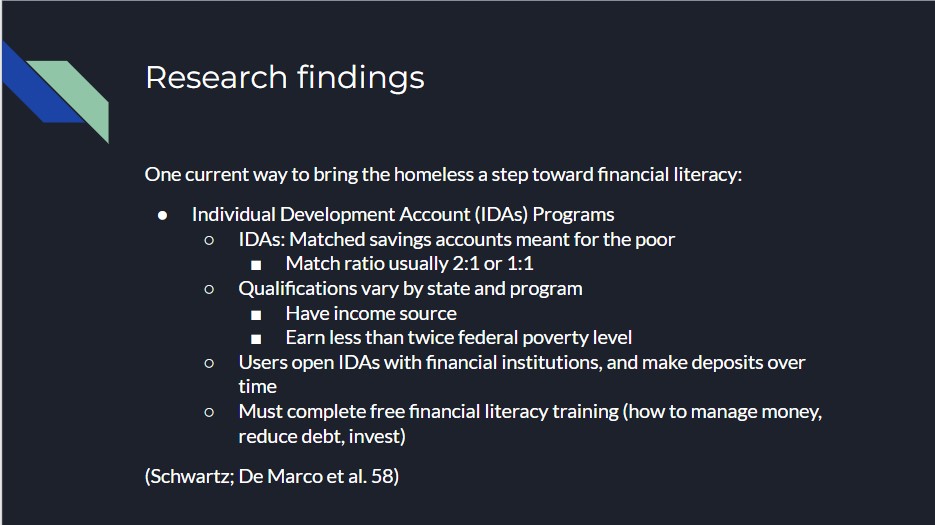 Research findings
One current way to bring the homeless a step toward financial literacy:
● Individual Development Account (IDAs) Programs
○ IDAs: Matched savings accounts meant for the poor
■ Match ratio usually 2:1 or 1:1
○ Qualifications vary by state and program
■ Have income source
■ Earn less than twice federal poverty level
○ Users open IDAs with financial institutions, and make deposits over
time
○ Must complete free financial literacy training (how to manage money,
reduce debt, invest)
(Schwartz; De Marco et al. 58)